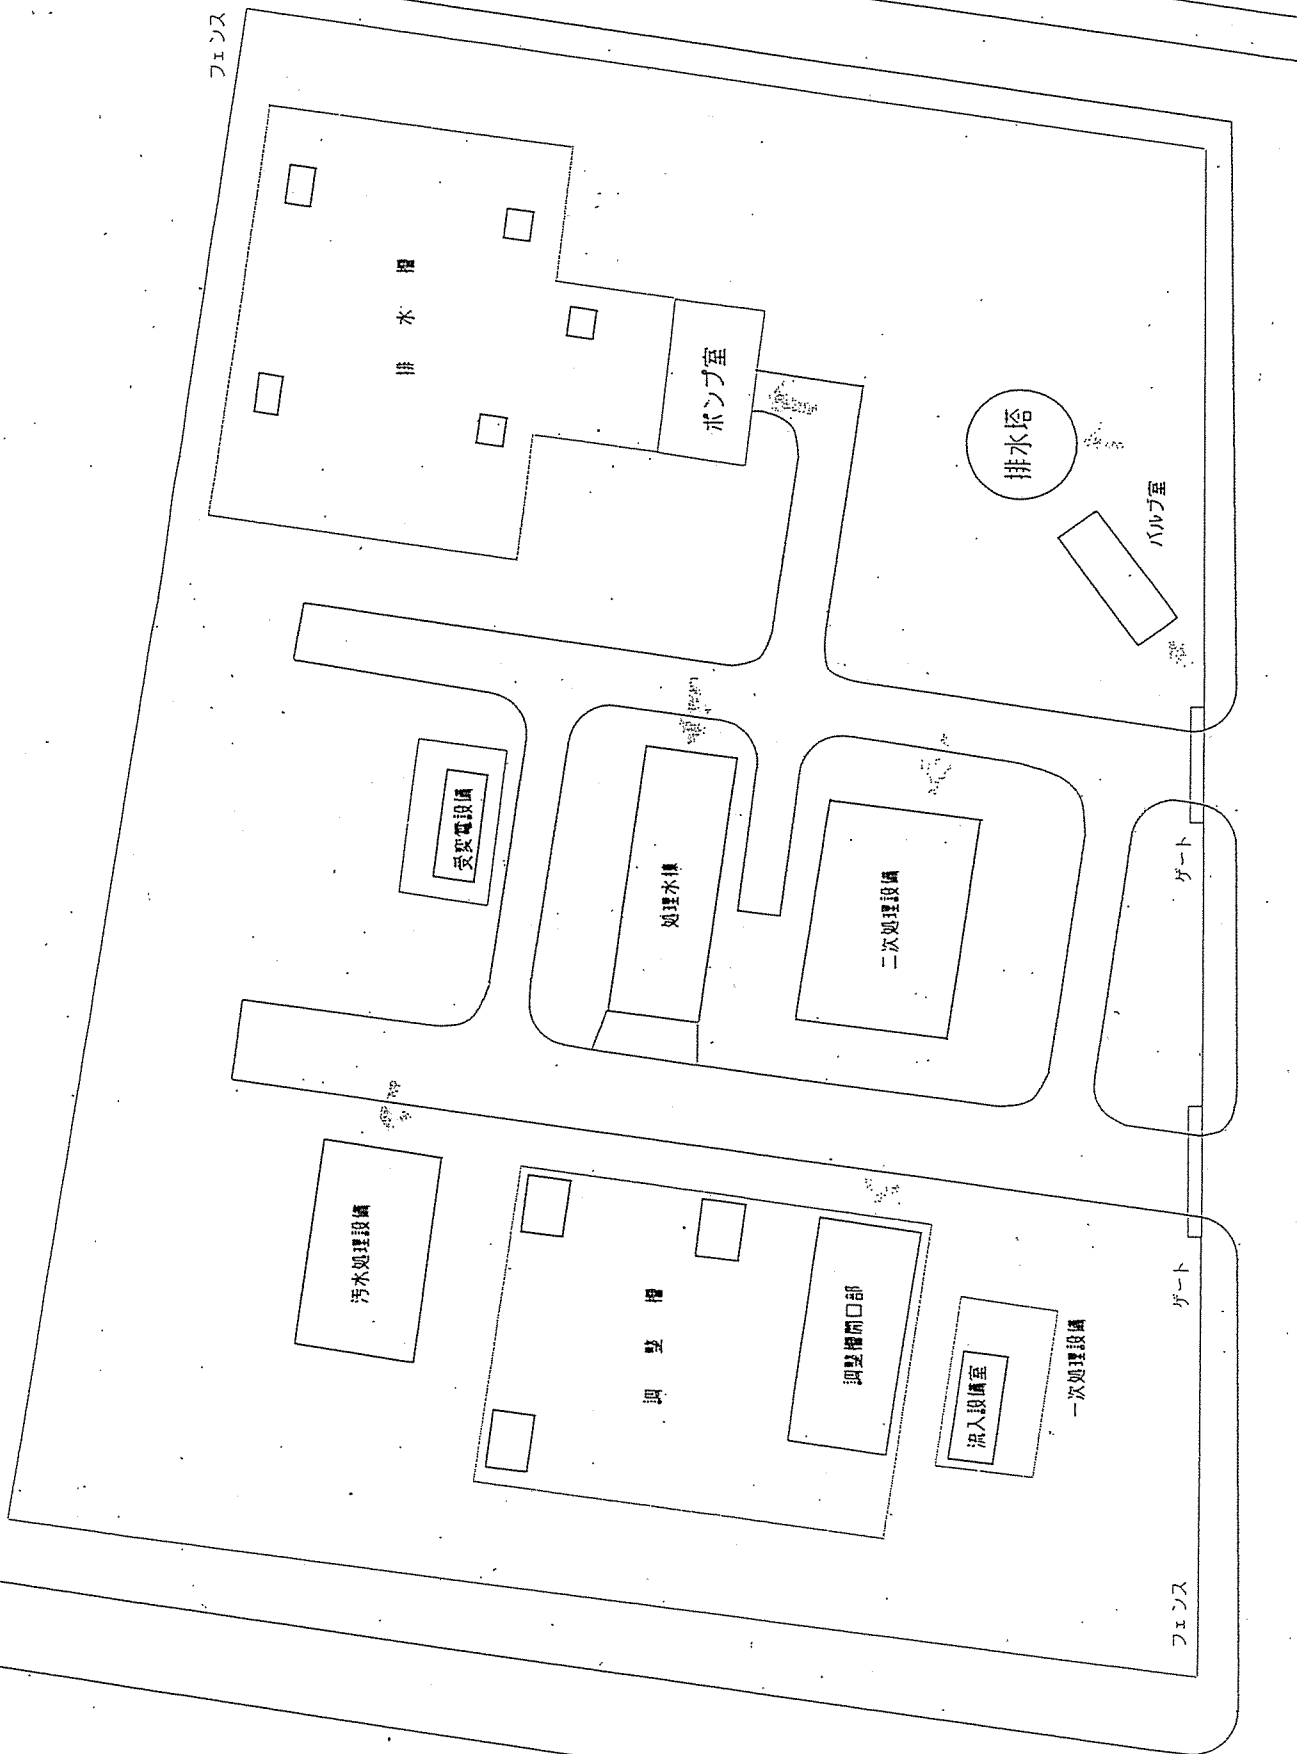 フェンス
排水槽
ポンプ室
排水塔
バルブ室
受変電設備
処理水棟
二次処理設備
ゲート
汚水処理設備
調整槽
調整槽開口部
流入設備室
一次処理設備
ゲート
フェンス